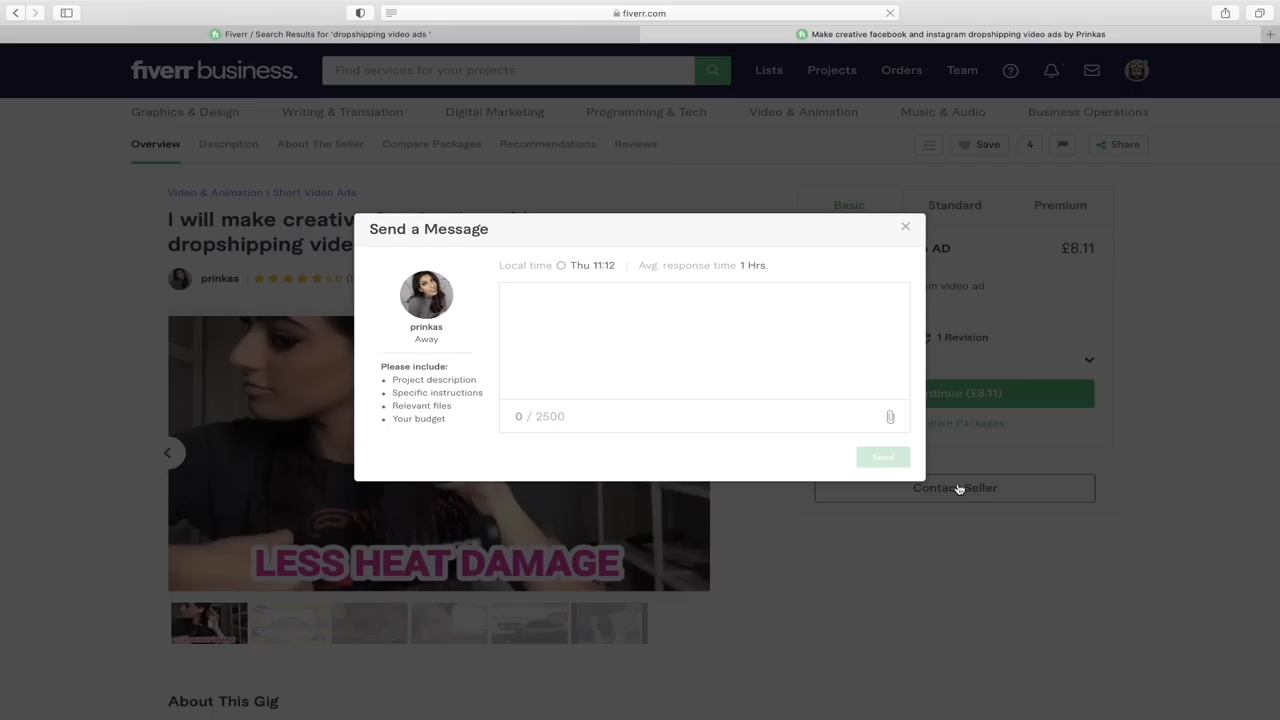 fiverr.com
Fiverr / Search Results for 'dropshipping video ads '
Make creative facebook and instagram dropshipping video ads by Prinkas
fiverr business.
Find services for your projects
Lists
Projects
Orders
Team
Graphics & Design
Writing & Translation
Digital Marketing
Programming & Tech
Video & Animation
Music & Audio
Business Operations
Overview
Description
About The Seller
Compare Packages
Recommendations
Reviews
Save
4
Share
Video & Animation > Short Video Ads
I will make creativ
dropshipping vide
prinkas
5.0
Basic
Standard
Premium
AD
£8.11
video ad
1 Revision
ntinue (£8.11)
pare Packages
Contact Seller
Send a Message
Local time Thu 11:12 | Avg. response time 1 Hrs.
prinkas
Away
Please include:
• Project description
• Specific instructions
• Relevant files
• Your budget
0 / 2500
Send
LESS HEAT DAMAGE
About This Gig